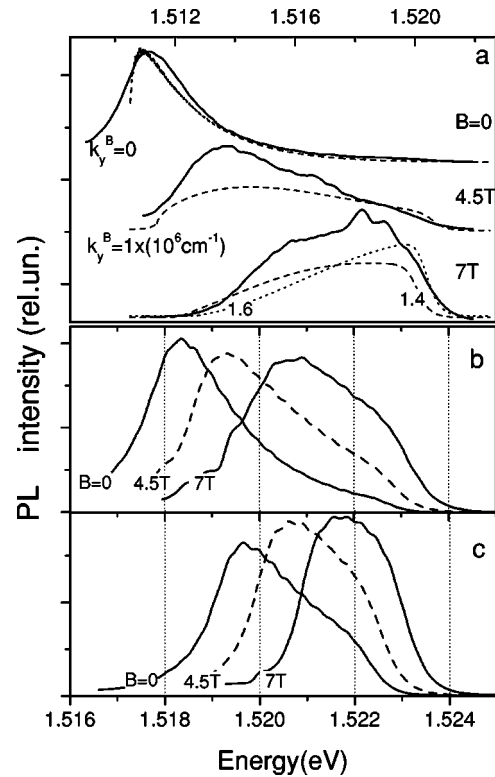 1.512 1.516 1.520
a
B=0
k_y^B=0
4.5T
k_y^B=1x(10^6cm^-1)
7T
1.6
1.4
PL intensity (rel.un.)
b
B=0
4.5T
7T
c
B=0
4.5T
7T
1.516 1.518 1.520 1.522 1.524
Energy(eV)